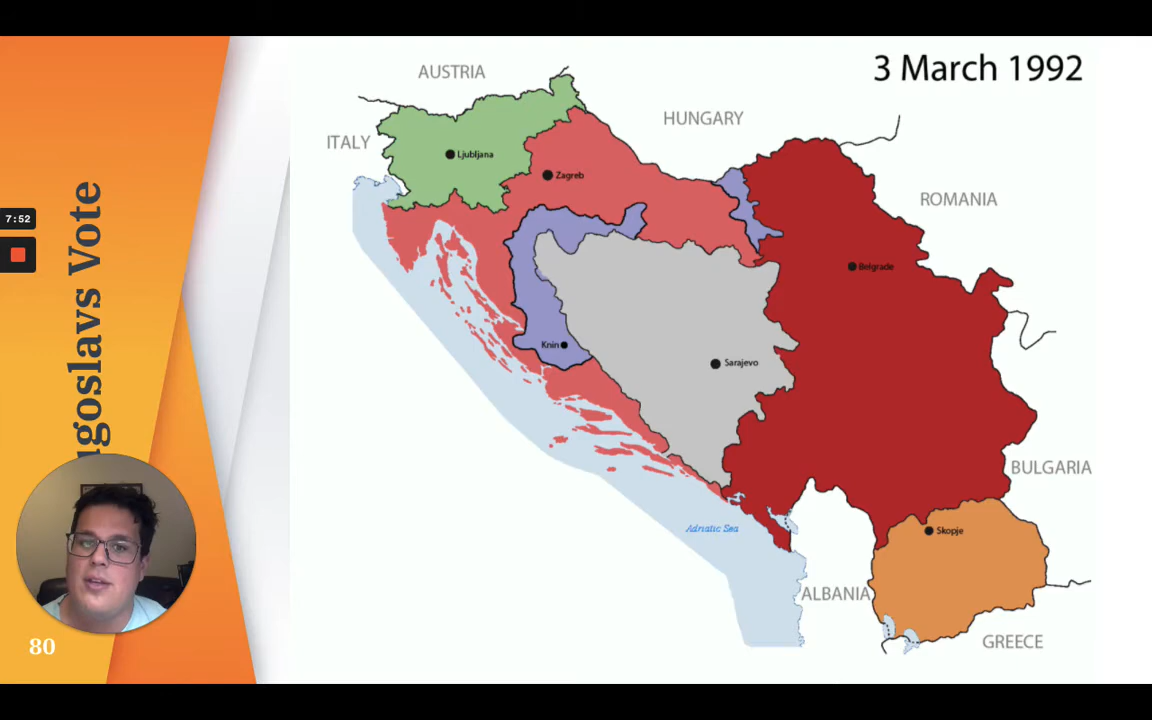 3 March 1992
AUSTRIA
HUNGARY
ITALY
Ljubljana
Zagreb
ROMANIA
7:52
Belgrade
Knin
Sarajevo
goslavs Vote
BULGARIA
Adriatic Sea
Skopje
ALBANIA
GREECE
80